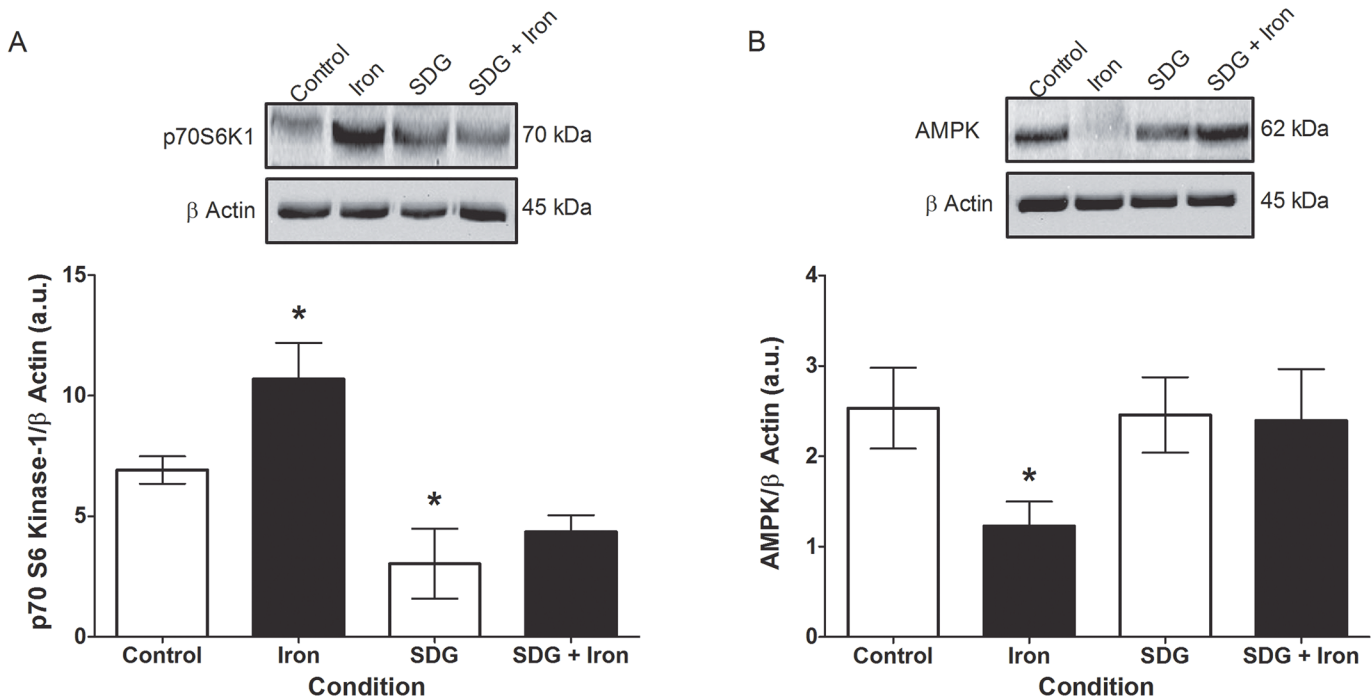 A
Control
Iron
SDG
SDG + Iron
p70S6K1
70 kDa
β Actin
45 kDa
15
10
5
0
p70 S6 Kinase-1/β Actin (a.u.)
*
*
Control
Iron
SDG
SDG + Iron
Condition
B
Control
Iron
SDG
SDG + Iron
AMPK
62 kDa
β Actin
45 kDa
4
3
2
1
0
AMPK/β Actin (a.u.)
*
Control
Iron
SDG
SDG + Iron
Condition